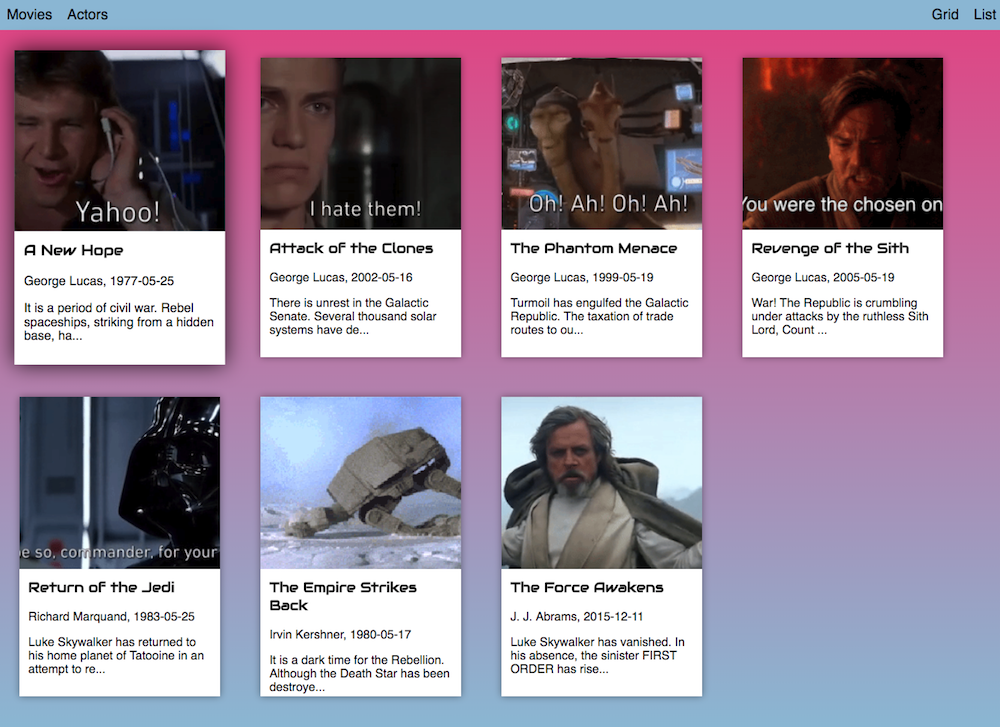 Movies Actors Grid List
Yahoo!
A New Hope
George Lucas, 1977-05-25
It is a period of civil war. Rebel
spaceships, striking from a hidden
base, ha...
I hate them!
Attack of the Clones
George Lucas, 2002-05-16
There is unrest in the Galactic
Senate. Several thousand solar
systems have de...
Oh! Ah! Oh! Ah!
The Phantom Menace
George Lucas, 1999-05-19
Turmoil has engulfed the Galactic
Republic. The taxation of trade
routes to ou...
You were the chosen on
Revenge of the Sith
George Lucas, 2005-05-19
War! The Republic is crumbling
under attacks by the ruthless Sith
Lord, Count ...
e so, commander, for your
Return of the Jedi
Richard Marquand, 1983-05-25
Luke Skywalker has returned to
his home planet of Tatooine in an
attempt to re...
The Empire Strikes
Back
Irvin Kershner, 1980-05-17
It is a dark time for the Rebellion.
Although the Death Star has been
destroye...
The Force Awakens
J. J. Abrams, 2015-12-11
Luke Skywalker has vanished. In
his absence, the sinister FIRST
ORDER has rise...